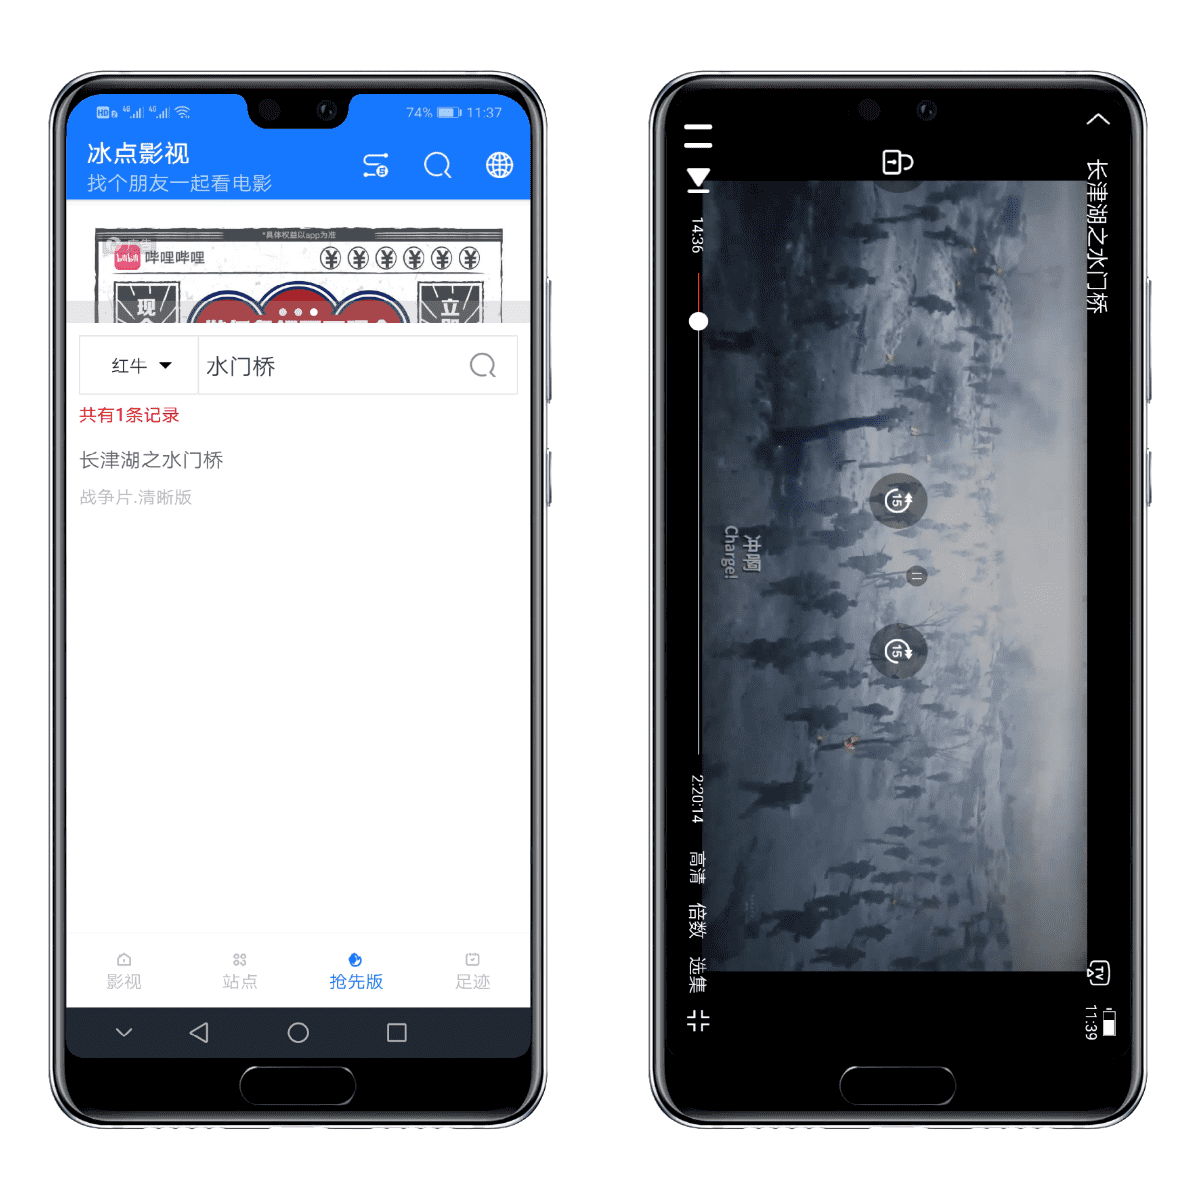 74% 11:37
冰点影视
找个朋友一起看电影
*具体权益以app为准
哔哩哔哩
现
立
红牛
水门桥
共有1条记录
长津湖之水门桥
战争片.清晰版
影视
站点
抢先版
足迹
长津湖之水门桥
TV
11:39
15
15
冲啊
Charge!
14:36
2:20:14
高清
倍数
选集